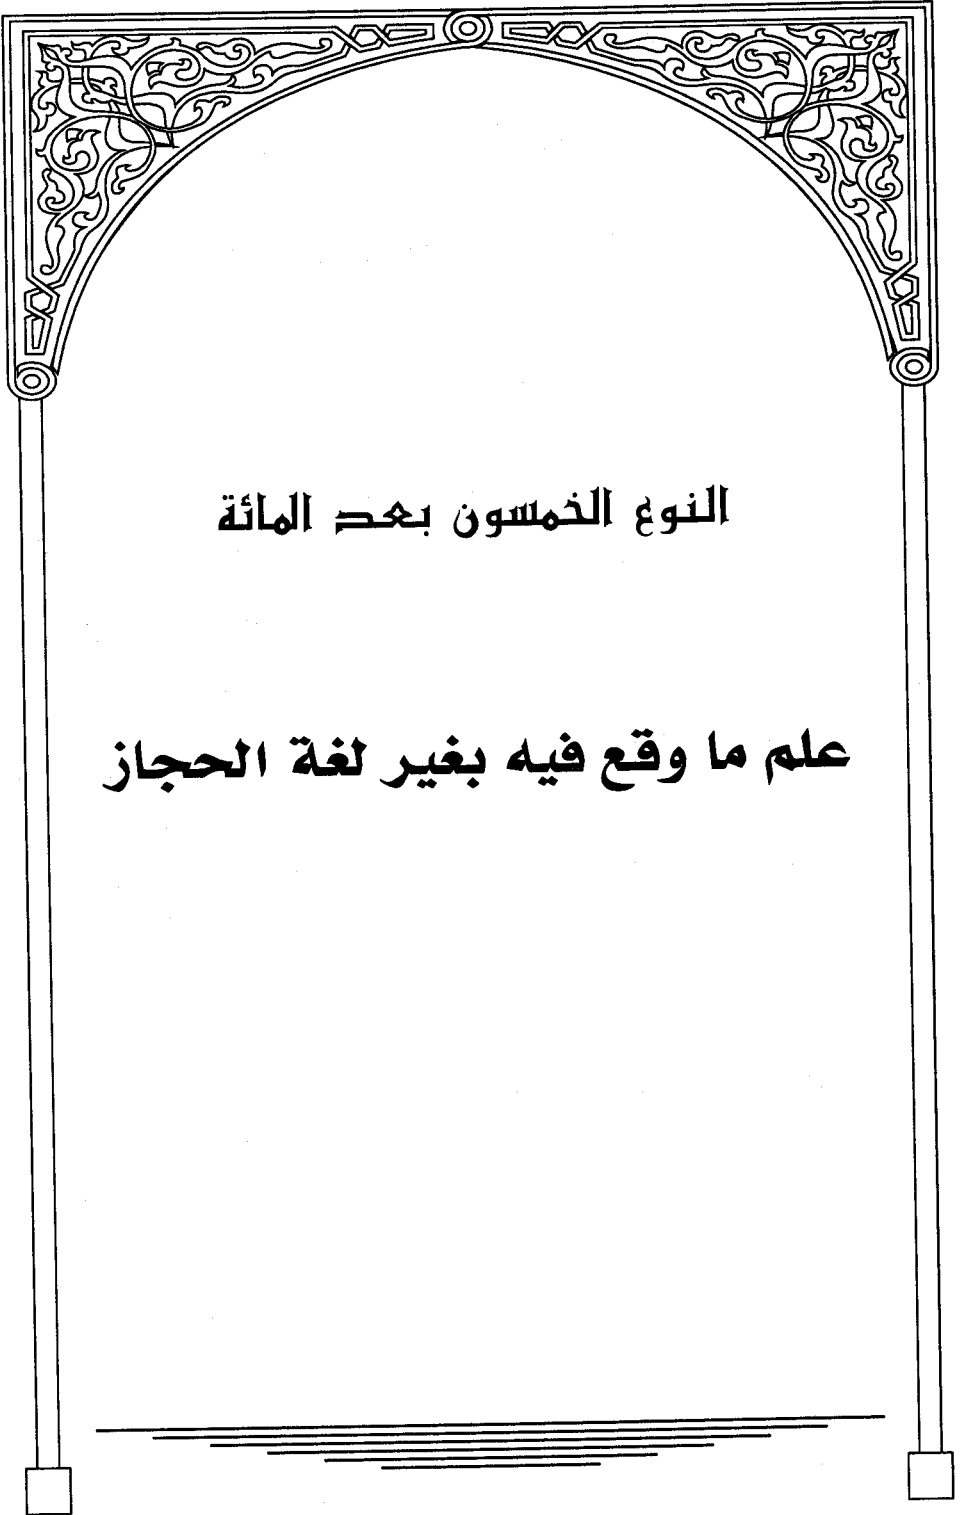 النوع الخمسون بعد المائة
علم ما وقع فيه بغير لغة الحجاز